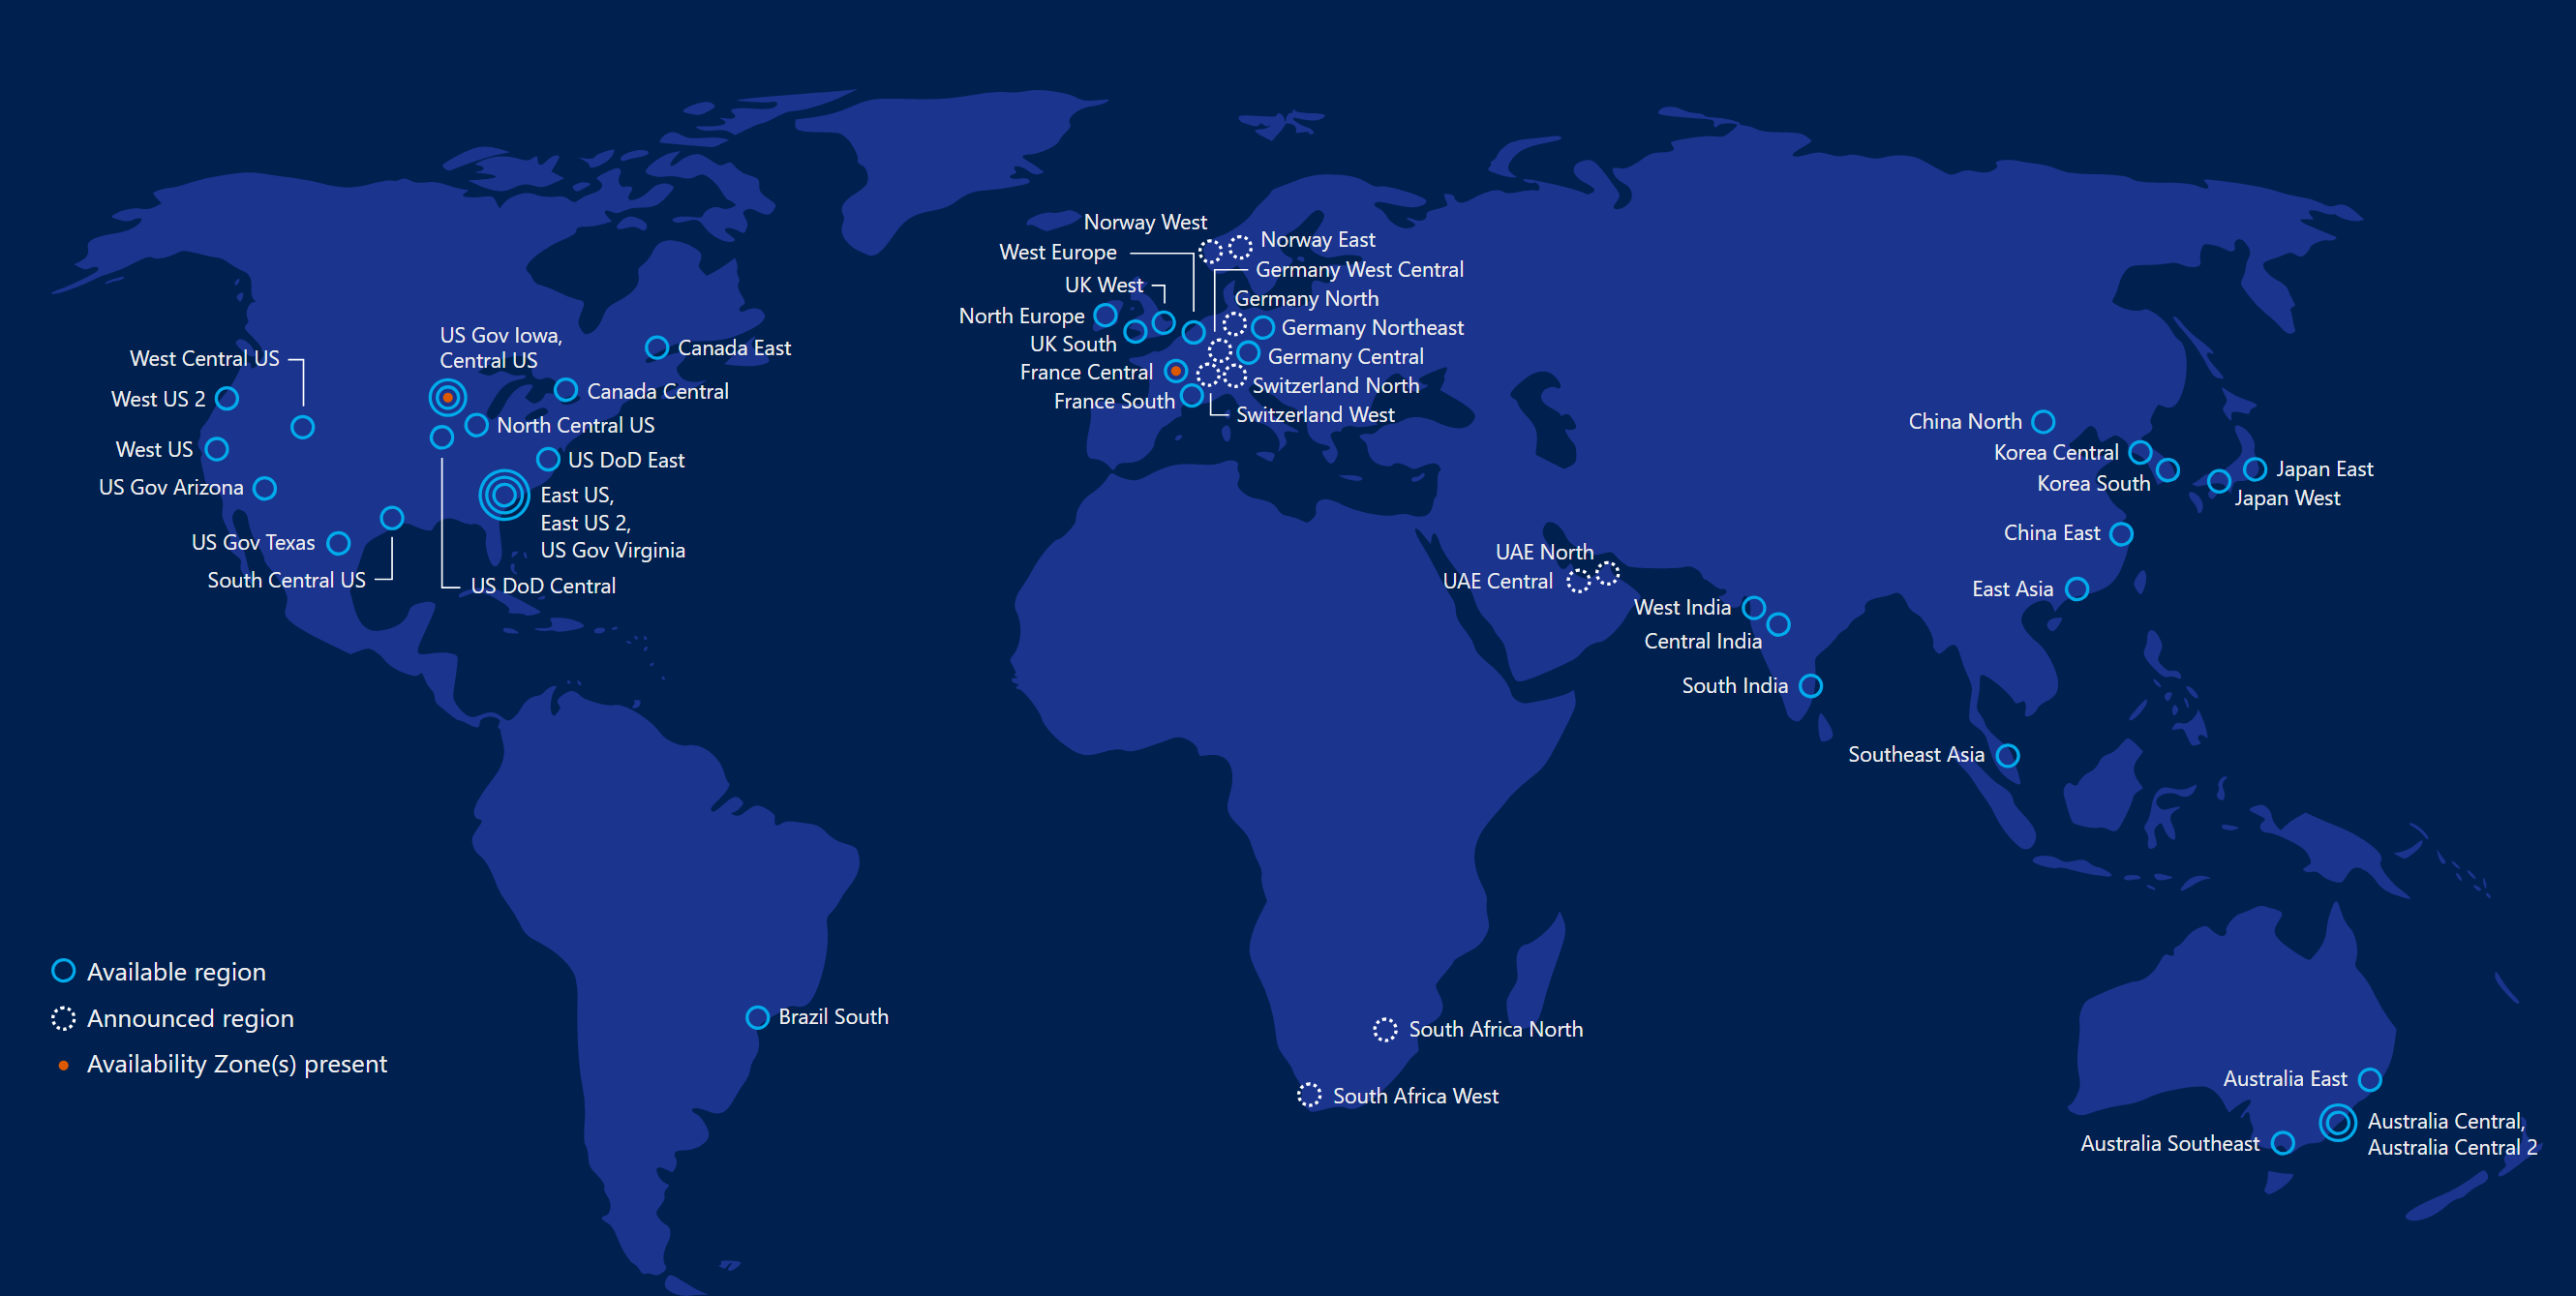 Norway West
Norway East
West Europe
Germany West Central
UK West
Germany North
North Europe
Germany Northeast
UK South
Germany Central
France Central
Switzerland North
France South
Switzerland West
US Gov Iowa,
Central US
Canada East
West Central US
West US 2
Canada Central
North Central US
West US
US DoD East
US Gov Arizona
East US,
East US 2,
US Gov Virginia
US Gov Texas
South Central US
US DoD Central
China North
Korea Central
Japan East
Korea South
Japan West
China East
UAE North
UAE Central
East Asia
West India
Central India
South India
Southeast Asia
Available region
Announced region
Availability Zone(s) present
Brazil South
South Africa North
South Africa West
Australia East
Australia Central,
Australia Central 2
Australia Southeast